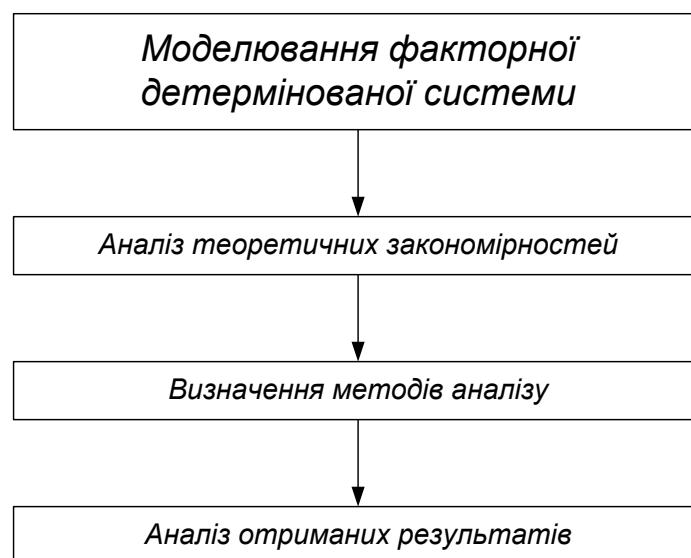 Моделювання факторної
детермінованої системи
Аналіз теоретичних закономірностей
Визначення методів аналізу
Аналіз отриманих результатів